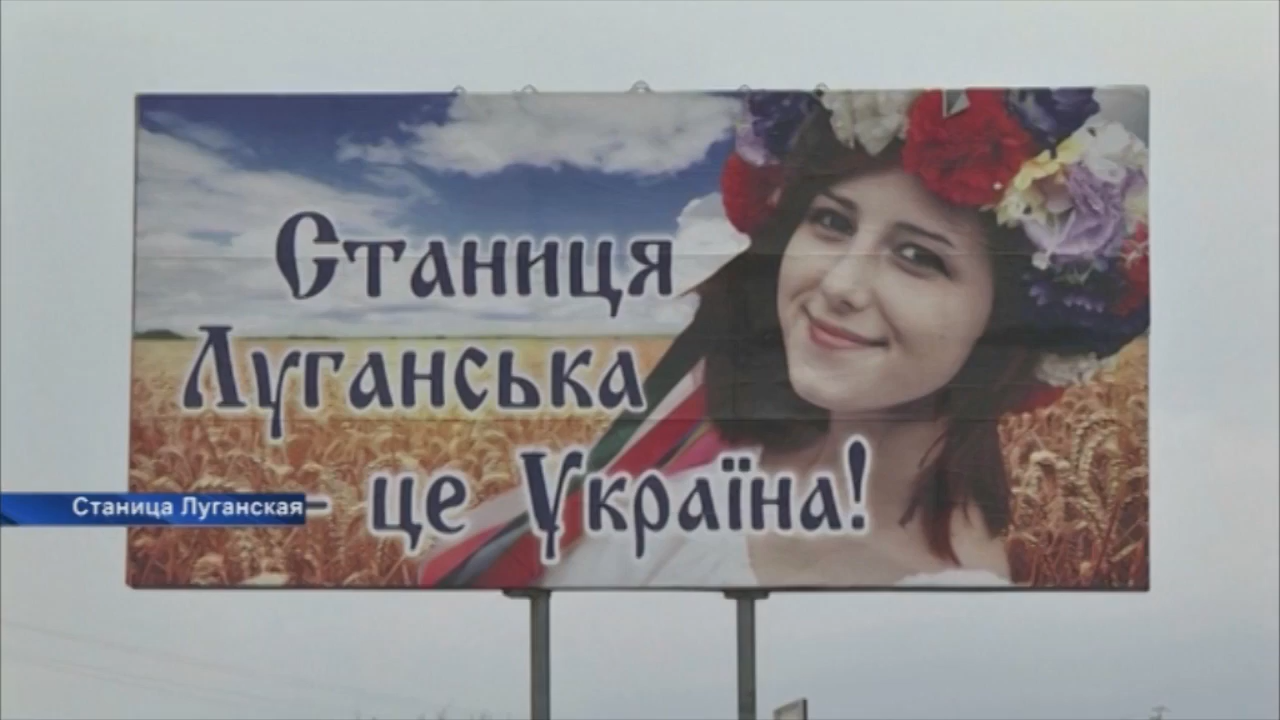 Станиця
Луганська
- це Україна!
Станица Луганская